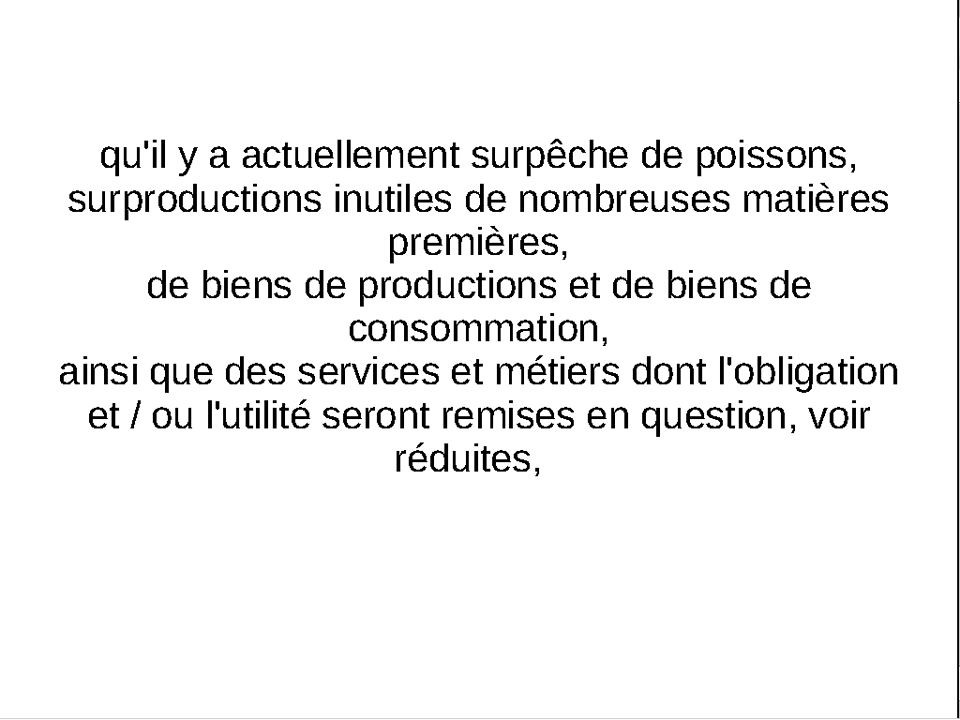 qu'il y a actuellement surpêche de poissons,
surproductions inutiles de nombreuses matières
premières,
de biens de productions et de biens de
consommation,
ainsi que des services et métiers dont l'obligation
et / ou l'utilité seront remises en question, voir
réduites,